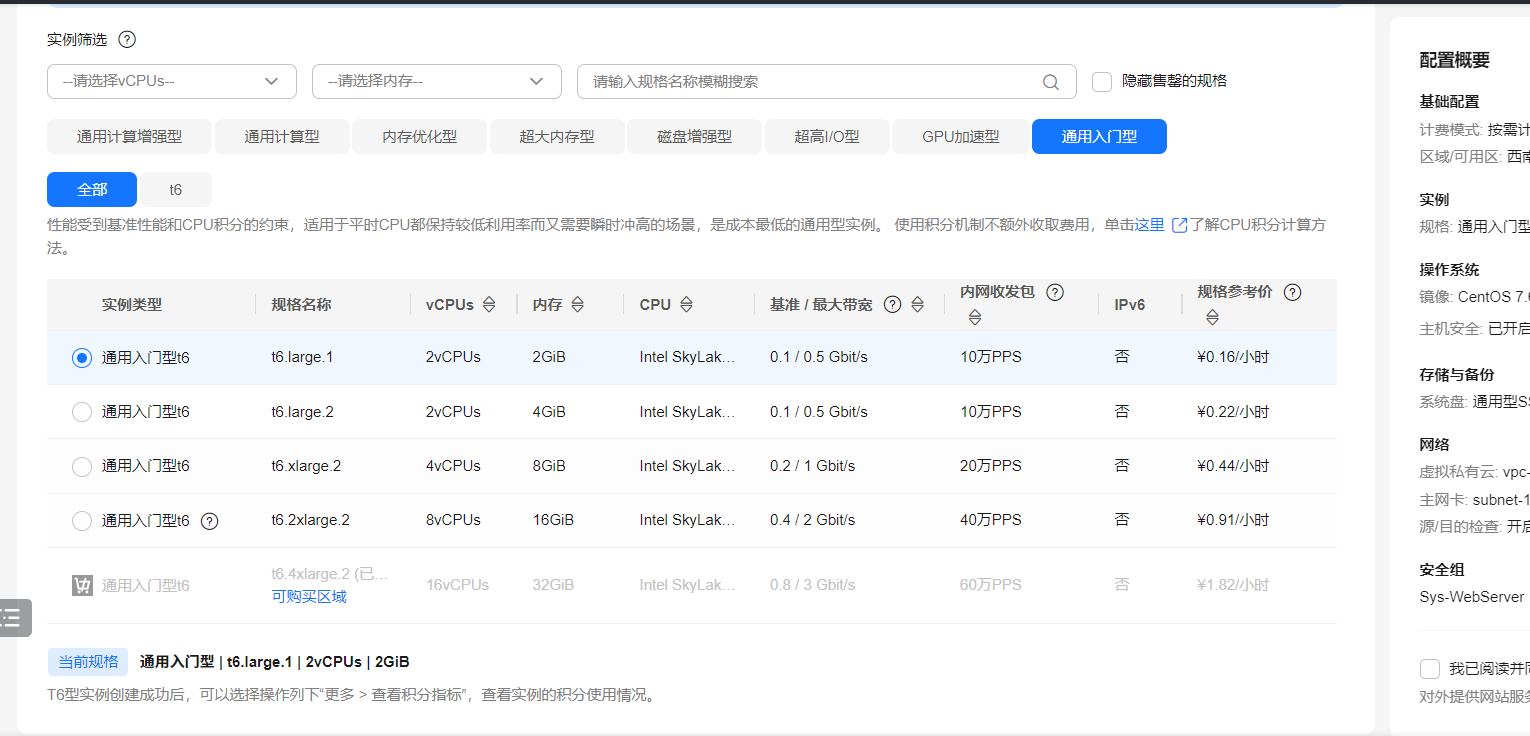 实例筛选
--请选择vCPUs--
--请选择内存--
请输入规格名称模糊搜索
隐藏售罄的规格
通用计算增强型
通用计算型
内存优化型
超大内存型
磁盘增强型
超高I/O型
GPU加速型
通用入门型
全部
t6
性能受到基准性能和CPU积分的约束，适用于平时CPU都保持较低利用率而又需要瞬时冲高的场景，是成本最低的通用型实例。 使用积分机制不额外收取费用，单击这里 了解CPU积分计算方
法。
实例类型 规格名称 vCPUs 内存 CPU 基准 / 最大带宽 内网收发包 IPv6 规格参考价
通用入门型t6 t6.large.1 2vCPUs 2GiB Intel SkyLak... 0.1 / 0.5 Gbit/s 10万PPS 否 ¥0.16/小时
通用入门型t6 t6.large.2 2vCPUs 4GiB Intel SkyLak... 0.1 / 0.5 Gbit/s 10万PPS 否 ¥0.22/小时
通用入门型t6 t6.xlarge.2 4vCPUs 8GiB Intel SkyLak... 0.2 / 1 Gbit/s 20万PPS 否 ¥0.44/小时
通用入门型t6 t6.2xlarge.2 8vCPUs 16GiB Intel SkyLak... 0.4 / 2 Gbit/s 40万PPS 否 ¥0.91/小时
通用入门型t6 t6.4xlarge.2 (已... 16vCPUs 32GiB Intel SkyLak... 0.8 / 3 Gbit/s 60万PPS 否 ¥1.82/小时
可购买区域
当前规格 通用入门型 | t6.large.1 | 2vCPUs | 2GiB
T6型实例创建成功后，可以选择操作列下“更多 > 查看积分指标”，查看实例的积分使用情况。
配置概要
基础配置
计费模式: 按需计
区域/可用区: 西南
实例
规格: 通用入门型
操作系统
镜像: CentOS 7.6
主机安全: 已开启
存储与备份
系统盘: 通用型SS
网络
虚拟私有云: vpc-
主网卡: subnet-1
源/目的检查: 开启
安全组
Sys-WebServer
我已阅读并同
对外提供网站服务